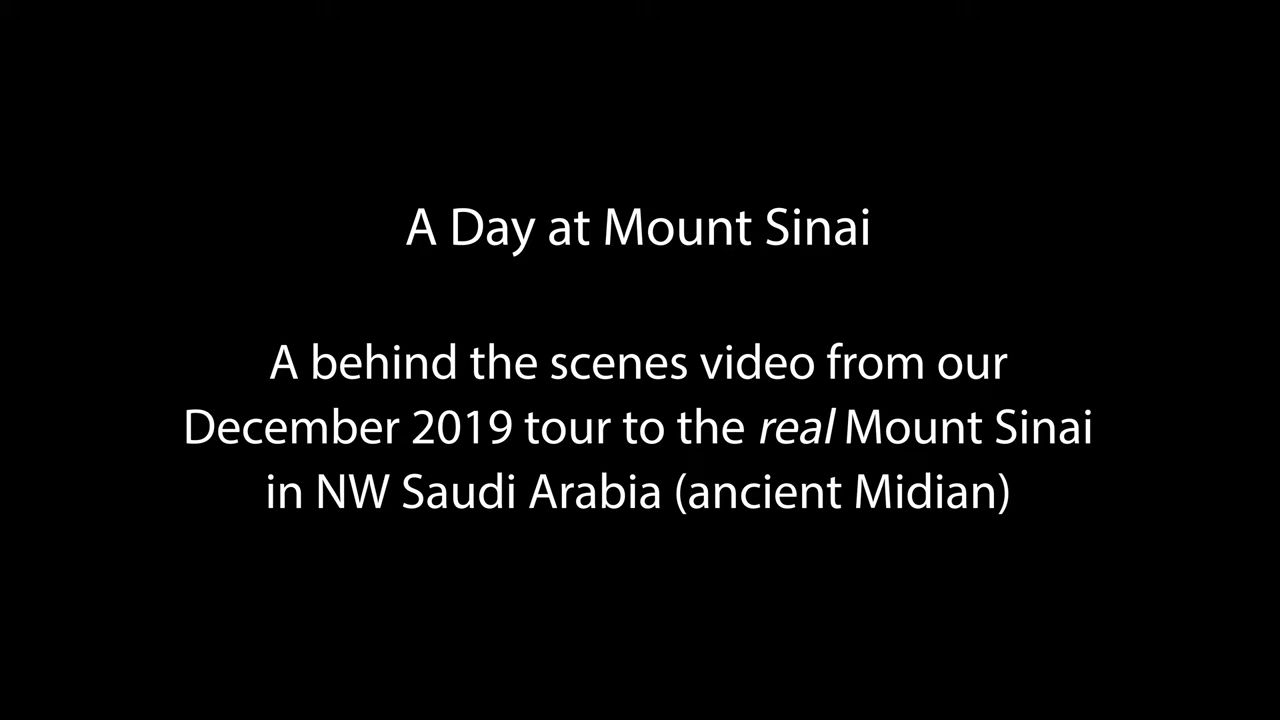 A Day at Mount Sinai
A behind the scenes video from our
December 2019 tour to the real Mount Sinai
in NW Saudi Arabia (ancient Midian)